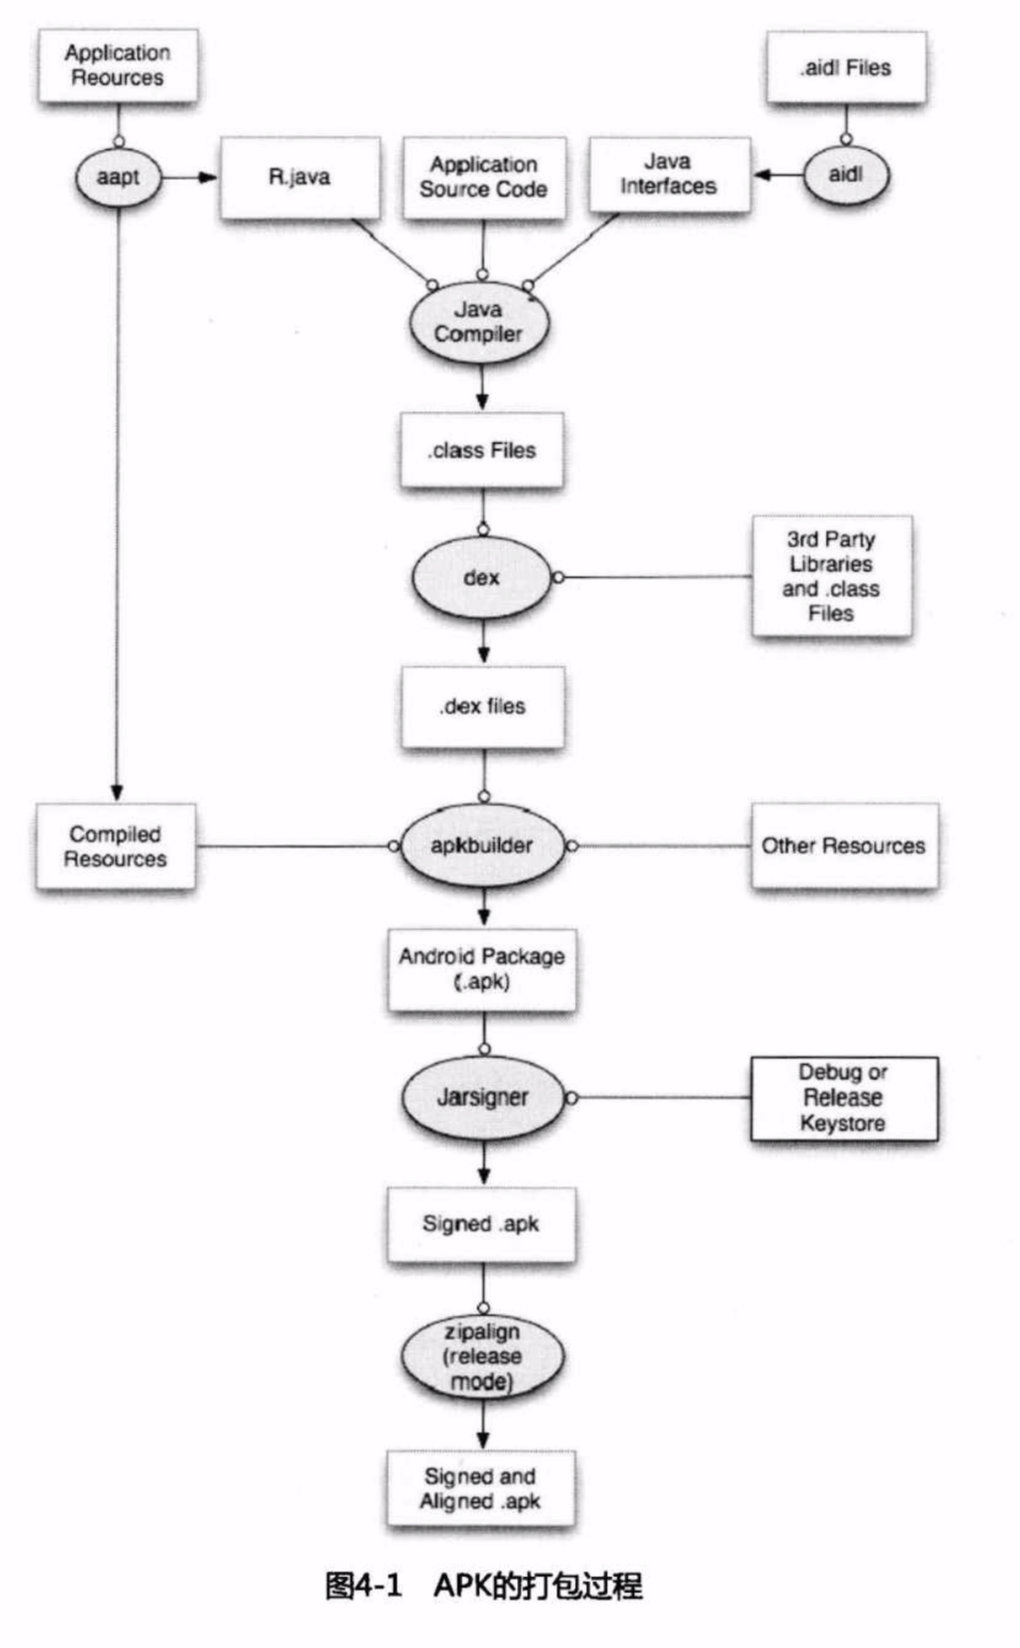 Application
Reources
.aidl Files
aapt
R.java
Application
Source Code
Java
Interfaces
aidl
Java
Compiler
.class Files
dex
3rd Party
Libraries
and .class
Files
.dex files
Compiled
Resources
apkbuilder
Other Resources
Android Package
(.apk)
Jarsigner
Debug or
Release
Keystore
Signed .apk
zipalign
(release
mode)
Signed and
Aligned .apk
图4-1 APK的打包过程